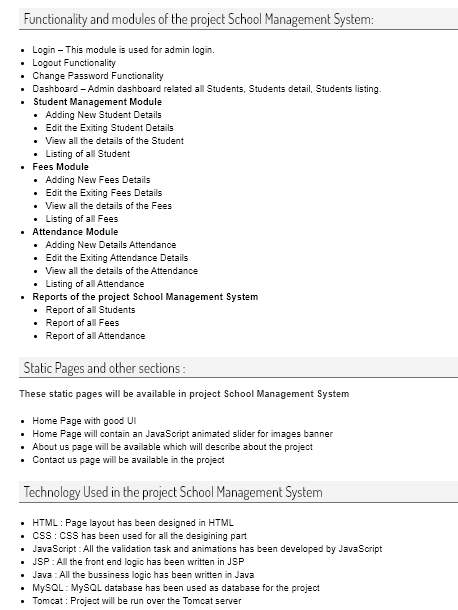 Functionality and modules of the project School Management System:
Login – This module is used for admin login.
Logout Functionality
Change Password Functionality
Dashboard – Admin dashboard related all Students, Students detail, Students listing.
Student Management Module
Adding New Student Details
Edit the Exiting Student Details
View all the details of the Student
Listing of all Student
Fees Module
Adding New Fees Details
Edit the Exiting Fees Details
View all the details of the Fees
Listing of all Fees
Attendance Module
Adding New Details Attendance
Edit the Exiting Attendance Details
View all the details of the Attendance
Listing of all Attendance
Reports of the project School Management System
Report of all Students
Report of all Fees
Report of all Attendance
Static Pages and other sections :
These static pages will be available in project School Management System
Home Page with good UI
Home Page will contain an JavaScript animated slider for images banner
About us page will be available which will describe about the project
Contact us page will be available in the project
Technology Used in the project School Management System
HTML : Page layout has been designed in HTML
CSS : CSS has been used for all the desigining part
JavaScript : All the validation task and animations has been developed by JavaScript
JSP : All the front end logic has been written in JSP
Java : All the bussiness logic has been written in Java
MySQL : MySQL database has been used as database for the project
Tomcat : Project will be run over the Tomcat server